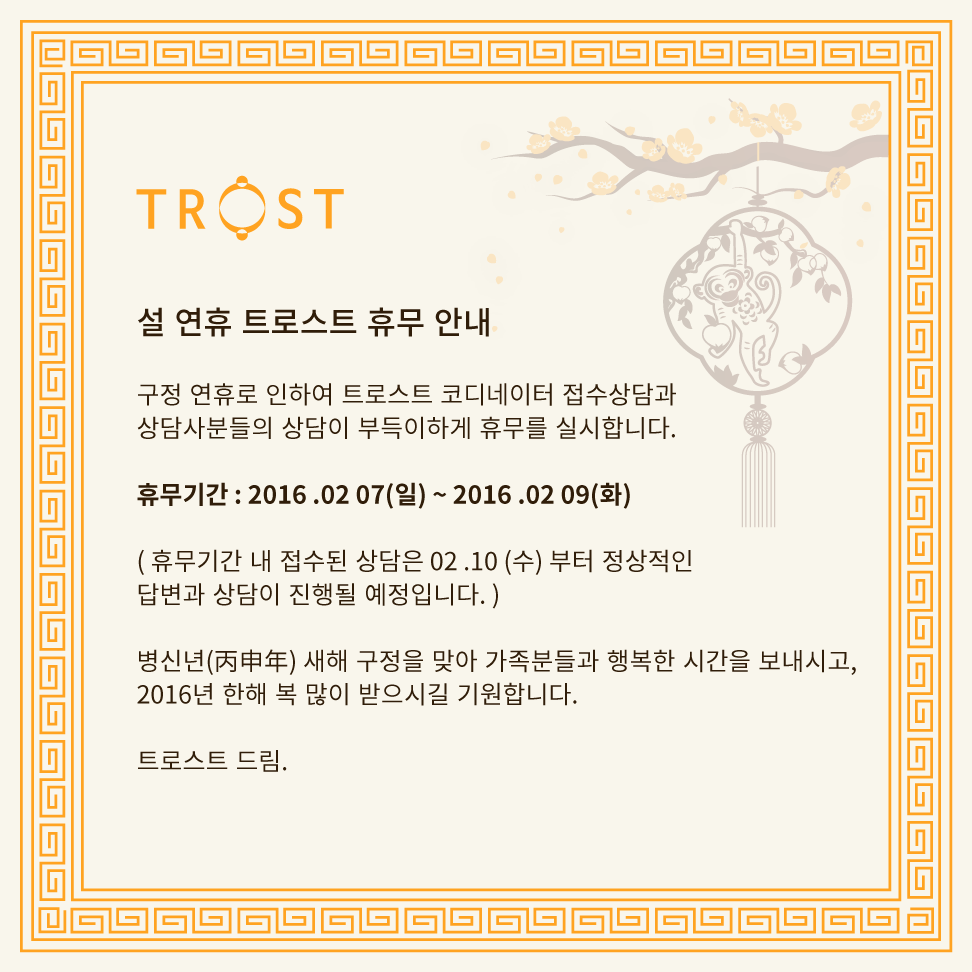 TROST
설 연휴 트로스트 휴무 안내
구정 연휴로 인하여 트로스트 코디네이터 접수상담과
상담사분들의 상담이 부득이하게 휴무를 실시합니다.
휴무기간 : 2016 .02 07(일) ~ 2016 .02 09(화)
( 휴무기간 내 접수된 상담은 02 .10 (수) 부터 정상적인
답변과 상담이 진행될 예정입니다. )
병신년(丙申年) 새해 구정을 맞아 가족분들과 행복한 시간을 보내시고,
2016년 한해 복 많이 받으시길 기원합니다.
트로스트 드림.